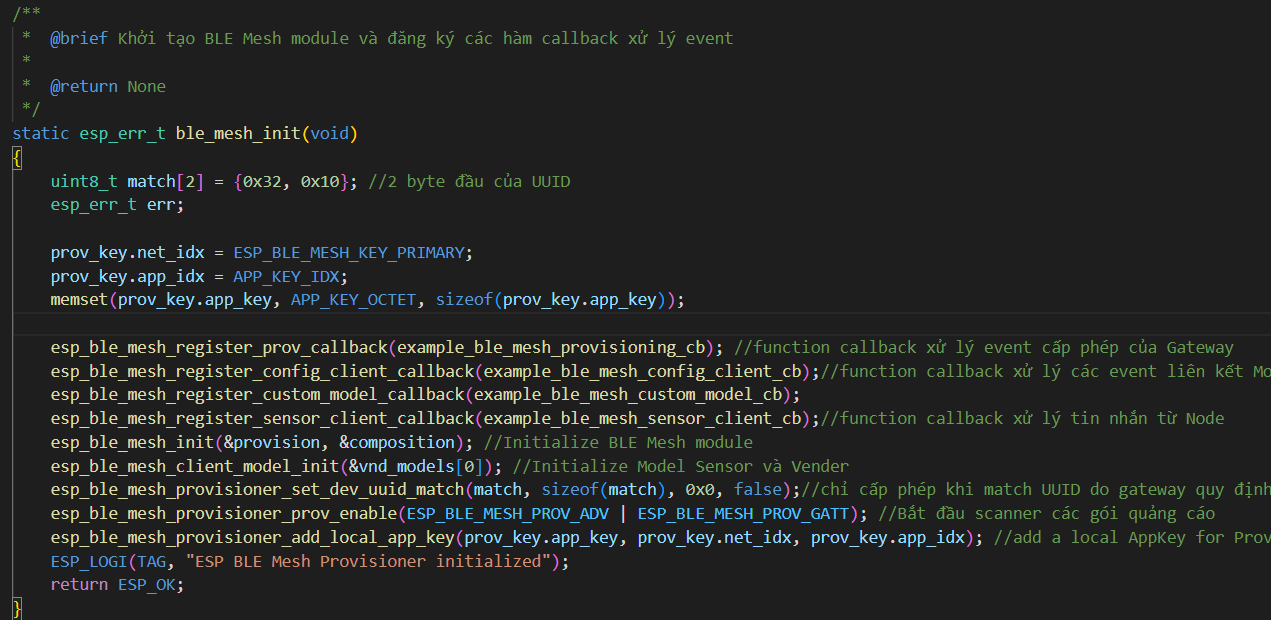 /**
 *  @brief Khởi tạo BLE Mesh module và đăng ký các hàm callback xử lý event
 *
 *  @return None
 */
static esp_err_t ble_mesh_init(void)
{
    uint8_t match[2] = {0x32, 0x10}; //2 byte đầu của UUID
    esp_err_t err;

    prov_key.net_idx = ESP_BLE_MESH_KEY_PRIMARY;
    prov_key.app_idx = APP_KEY_IDX;
    memset(prov_key.app_key, APP_KEY_OCTET, sizeof(prov_key.app_key));

    esp_ble_mesh_register_prov_callback(example_ble_mesh_provisioning_cb); //function callback xử lý event cấp phép của Gateway
    esp_ble_mesh_register_config_client_callback(example_ble_mesh_config_client_cb);//function callback xử lý các event liên kết Mo
    esp_ble_mesh_register_custom_model_callback(example_ble_mesh_custom_model_cb);
    esp_ble_mesh_register_sensor_client_callback(example_ble_mesh_sensor_client_cb);//function callback xử lý tin nhắn từ Node
    esp_ble_mesh_init(&provision, &composition); //Initialize BLE Mesh module
    esp_ble_mesh_client_model_init(&vnd_models[0]); //Initialize Model Sensor và Vender
    esp_ble_mesh_provisioner_set_dev_uuid_match(match, sizeof(match), 0x0, false);//chỉ cấp phép khi match UUID do gateway quy định
    esp_ble_mesh_provisioner_prov_enable(ESP_BLE_MESH_PROV_ADV | ESP_BLE_MESH_PROV_GATT); //Bắt đầu scanner các gói quảng cáo
    esp_ble_mesh_provisioner_add_local_app_key(prov_key.app_key, prov_key.net_idx, prov_key.app_idx); //add a local AppKey for Prov
    ESP_LOGI(TAG, "ESP BLE Mesh Provisioner initialized");
    return ESP_OK;
}